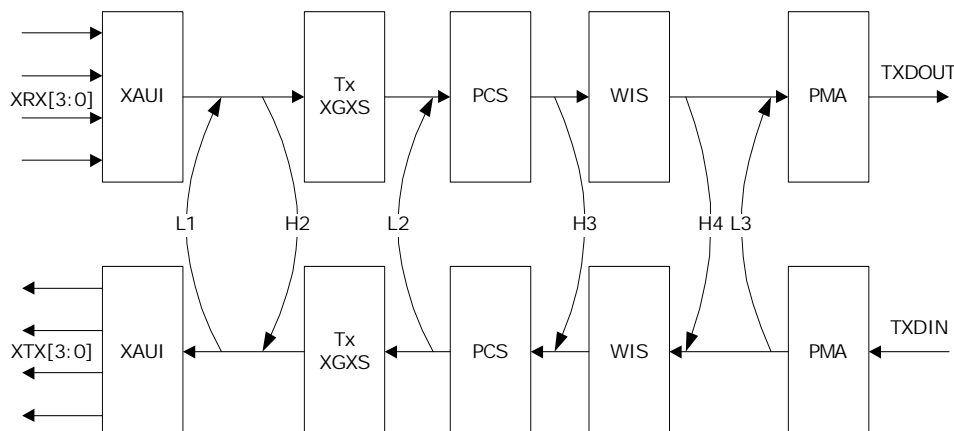 XRX[3:0]
XAUI
Tx
XGXS
PCS
WIS
PMA
TXDOUT
L1
H2
L2
H3
H4
L3
XTX[3:0]
XAUI
Tx
XGXS
PCS
WIS
PMA
TXDIN